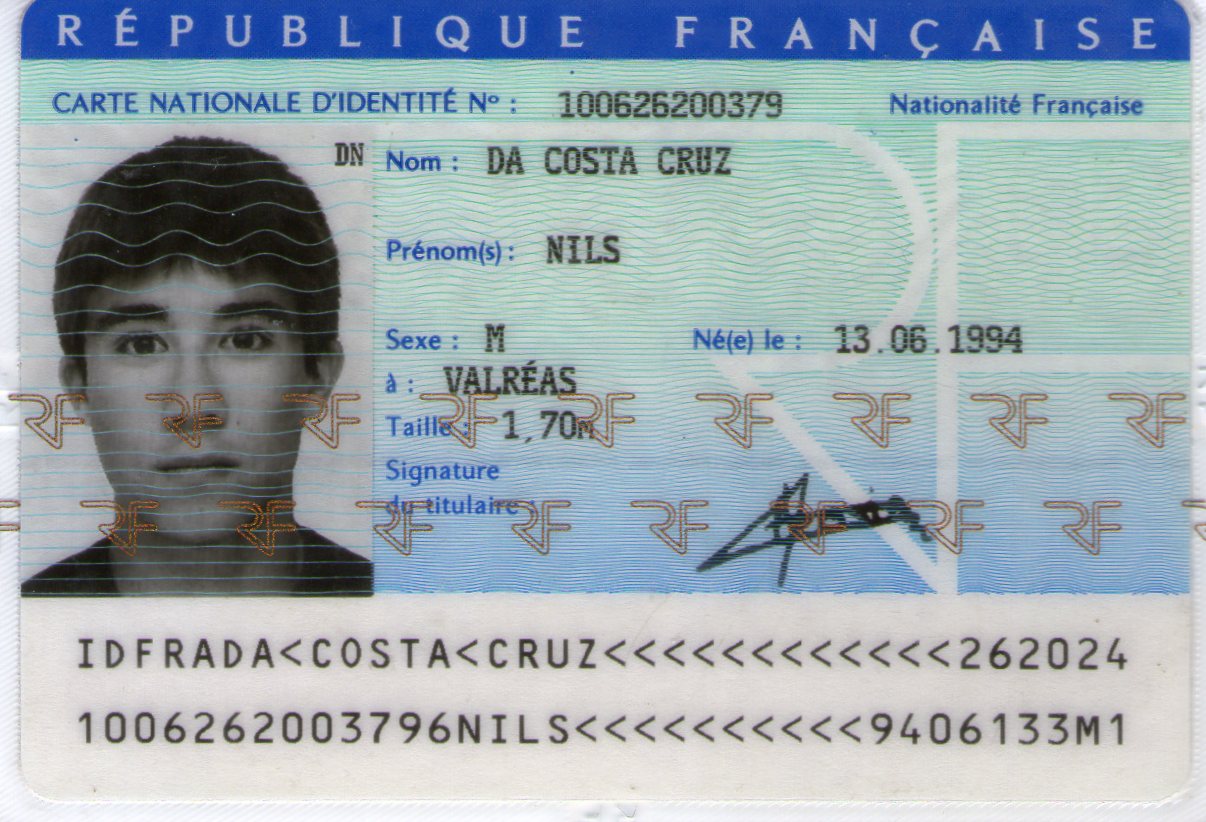 RÉPUBLIQUE FRANÇAISE
CARTE NATIONALE D'IDENTITÉ Nº : 100626200379 Nationalité Française
DN Nom : DA COSTA CRUZ
Prénom(s) : NILS
Sexe : M Né(e) le : 13.06.1994
à : VALRÉAS
Taille : 1,70m
Signature
du titulaire :
RF RF RF RF RF RF RF RF RF
RF RF RF RF RF RF RF RF
IDFRADA<COSTA<CRUZ<<<<<<<<<<<<262024
1006262003796NILS<<<<<<<<<<9406133M1